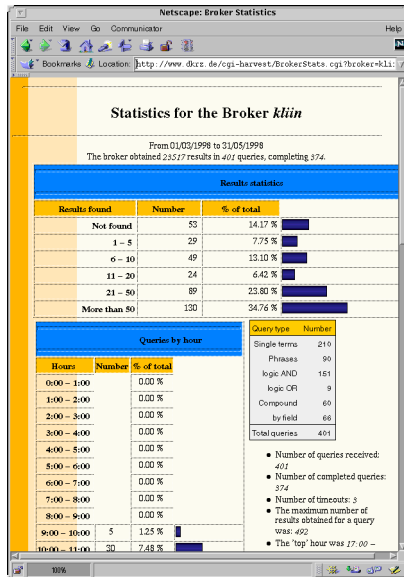 Netscape: Broker Statistics
File Edit View Go Communicator Help
Bookmarks Location: http://www.dkrz.de/cgi-harvest/BrokerStats.cgi?broker=kli
Statistics for the Broker kliin
From 01/03/1998 to 31/05/1998
The broker obtained 23517 results in 401 queries, completing 374.
Results statistics
Results found Number % of total
Not found 53 14.17 %
1 – 5 29 7.75 %
6 – 10 49 13.10 %
11 – 20 24 6.42 %
21 – 50 89 23.80 %
More than 50 130 34.76 %
Queries by hour
Hours Number % of total
0:00 – 1:00 0.00 %
1:00 – 2:00 0.00 %
2:00 – 3:00 0.00 %
3:00 – 4:00 0.00 %
4:00 – 5:00 0.00 %
5:00 – 6:00 0.00 %
6:00 – 7:00 0.00 %
7:00 – 8:00 0.00 %
8:00 – 9:00 0.00 %
9:00 – 10:00 5 1.25 %
10:00 – 11:00 30 7.48 %
Query type Number
Single terms 210
Phrases 90
logic AND 151
logic OR 9
Compound 60
by field 66
Total queries 401
• Number of queries received:
401
• Number of completed queries:
374
• Number of timeouts: 3
• The maximum number of
results obtained for a query
was: 492
• The 'top' hour was 17:00 –
100%